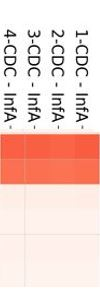 1-CDC - InfA -
2-CDC - InfA -
3-CDC - InfA -
4-CDC - InfA -